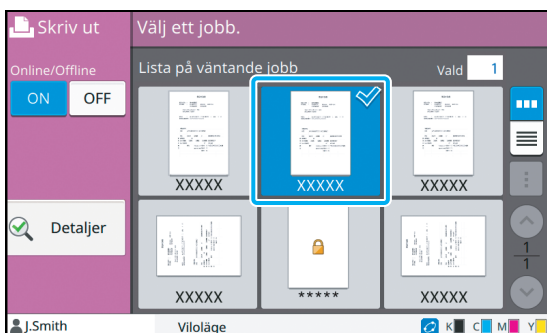 Skriv ut
Välj ett jobb.
Online/Offline
Lista på väntande jobb
Vald 1
ON OFF
XXXXX XXXXX XXXXX
Detaljer
1
1
XXXXX ***** XXXXX
J.Smith
Viloläge
K C M Y